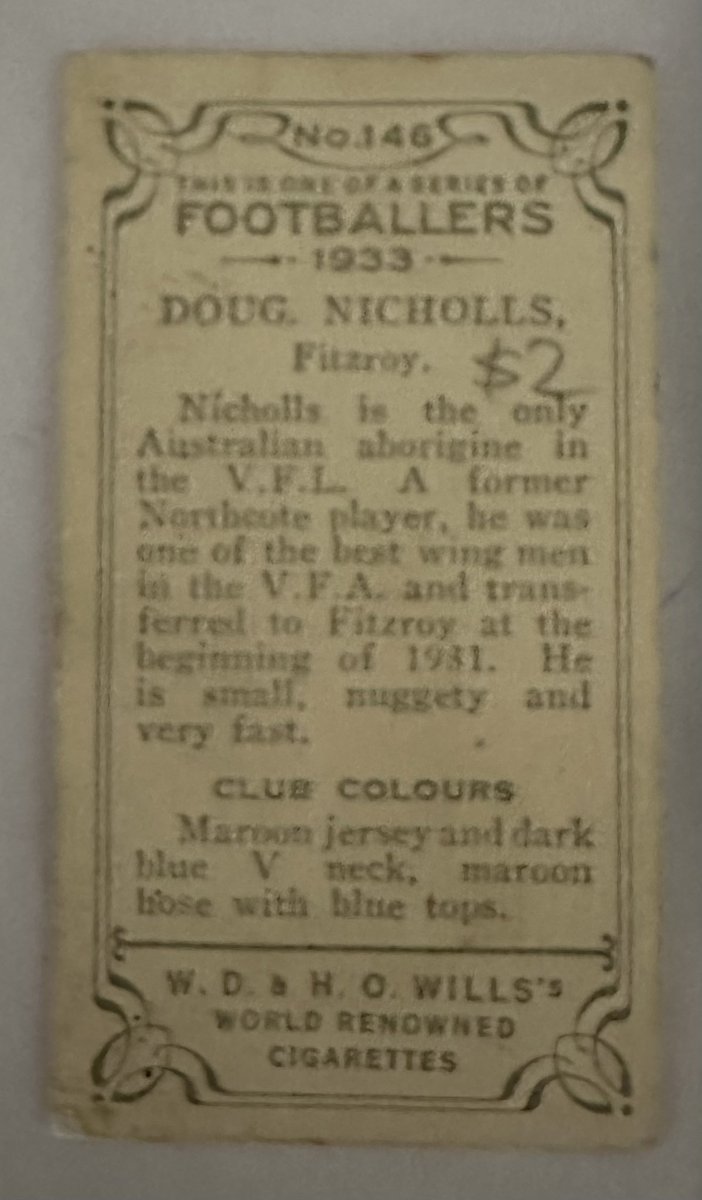 No.146
THIS IS ONE OF A SERIES OF
FOOTBALLERS
1933
DOUG. NICHOLLS,
Fitzroy. $2
Nicholls is the only
Australian aborigine in
the V.F.L. A former
Northcote player, he was
one of the best wing men
in the V.F.A. and trans-
ferred to Fitzroy at the
beginning of 1931. He
is small, nuggety and
very fast.
CLUB COLOURS
Maroon jersey and dark
blue V neck, maroon
hose with blue tops.
W. D. & H. O. WILLS'S
WORLD RENOWNED
CIGARETTES